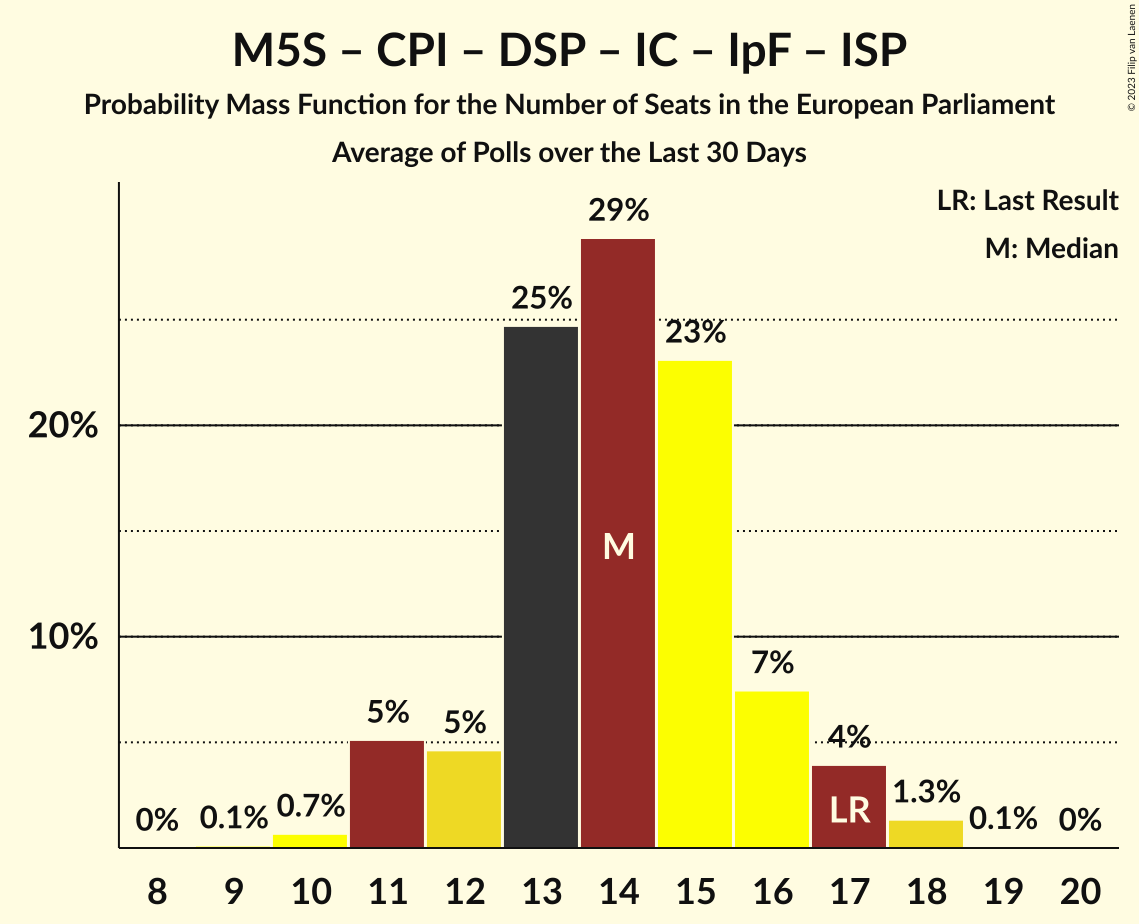 M5S – CPI – DSP – IC – IpF – ISP
Probability Mass Function for the Number of Seats in the European Parliament
Average of Polls over the Last 30 Days
© 2023 Filip van Laenen
LR: Last Result
M: Median
29%
25%
23%
20%
M
10%
7%
5%
5%
4%
LR
0%
0.1%
0.7%
1.3%
0.1%
0%
8 9 10 11 12 13 14 15 16 17 18 19 20